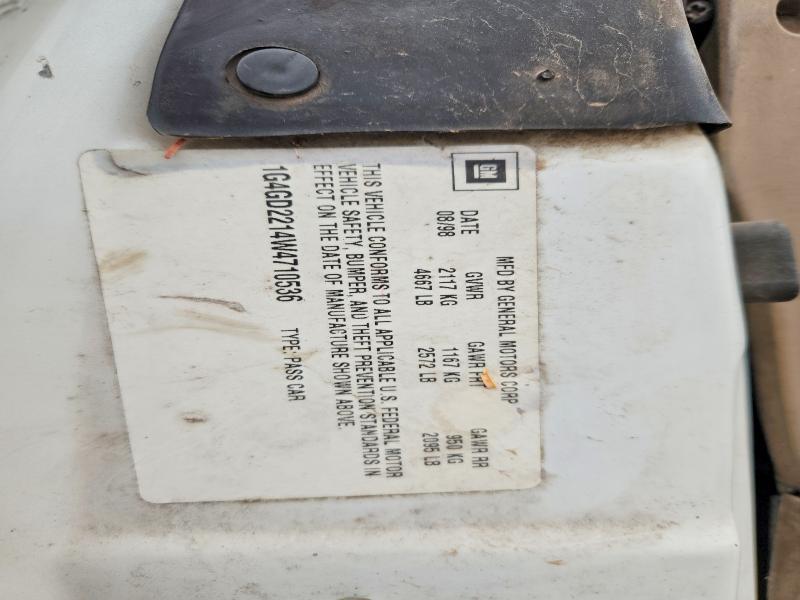 GM
MFD BY GENERAL MOTORS CORP
DATE GVWR GAWR FRT GAWR RR
08/98 2117 KG 1167 KG 950 KG
4667 LB 2572 LB 2095 LB
THIS VEHICLE CONFORMS TO ALL APPLICABLE U.S. FEDERAL MOTOR
VEHICLE SAFETY, BUMPER, AND THEFT PREVENTION STANDARDS IN
EFFECT ON THE DATE OF MANUFACTURE SHOWN ABOVE.
1G4GD2214W4710536 TYPE: PASS CAR